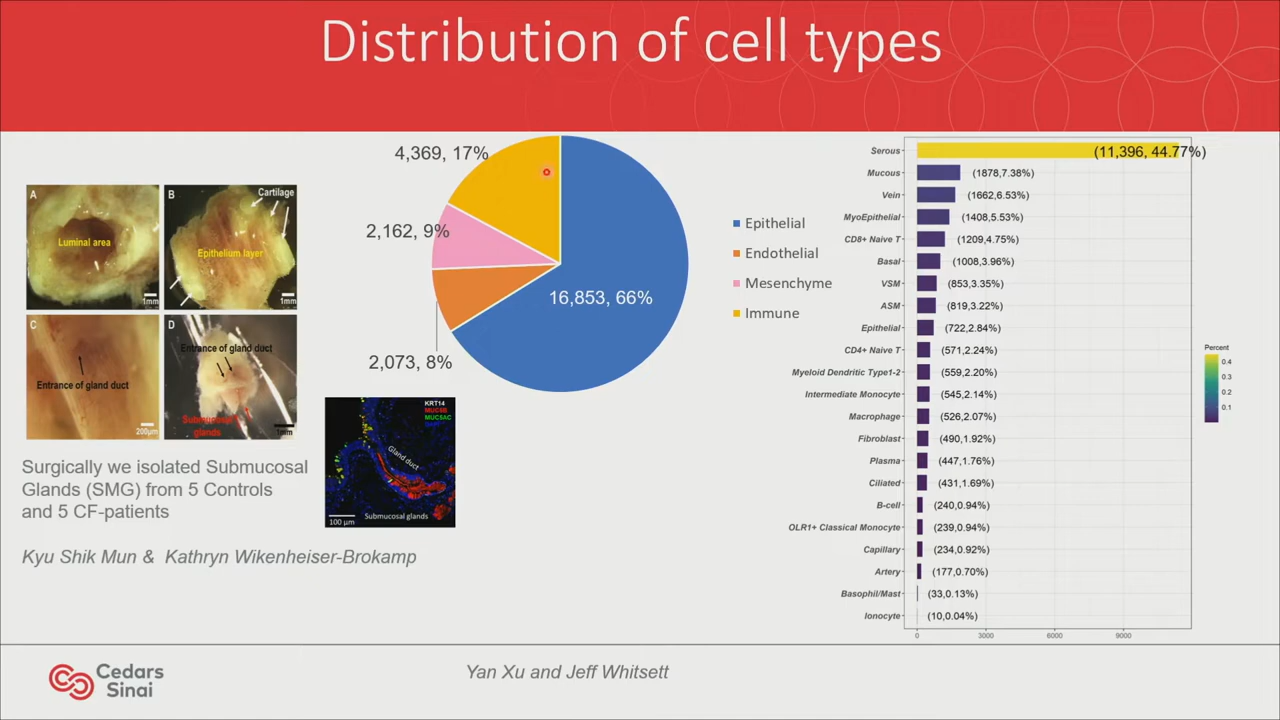 Distribution of cell types
A
Luminal area
1mm
B
Cartilage
Epithelium layer
1mm
C
Entrance of gland duct
200µm
D
Entrance of gland duct
Submucosal
glands
1mm
Surgically we isolated Submucosal
Glands (SMG) from 5 Controls
and 5 CF-patients
Kyu Shik Mun & Kathryn Wikenheiser-Brokamp
4,369, 17%
2,162, 9%
2,073, 8%
16,853, 66%
Epithelial
Endothelial
Mesenchyme
Immune
KRT14
MUC5B
MUC5AC
Gland duct
Submucosal glands
100 µm
Serous (11,396, 44.77%)
Mucous (1878,7.38%)
Vein (1662,6.53%)
MyoEpithelial (1408,5.53%)
CD8+ Naive T (1209,4.75%)
Basal (1008,3.96%)
VSM (853,3.35%)
ASM (819,3.22%)
Epithelial (722,2.84%)
CD4+ Naive T (571,2.24%)
Myeloid Dendritic Type1-2 (559,2.20%)
Intermediate Monocyte (545,2.14%)
Macrophage (526,2.07%)
Fibroblast (490,1.92%)
Plasma (447,1.76%)
Ciliated (431,1.69%)
B-cell (240,0.94%)
OLR1+ Classical Monocyte (239,0.94%)
Capillary (234,0.92%)
Artery (177,0.70%)
Basophil/Mast (33,0.13%)
Ionocyte (10,0.04%)
0 3000 6000 9000
Percent
0.4
0.3
0.2
0.1
Cedars
Sinai
Yan Xu and Jeff Whitsett